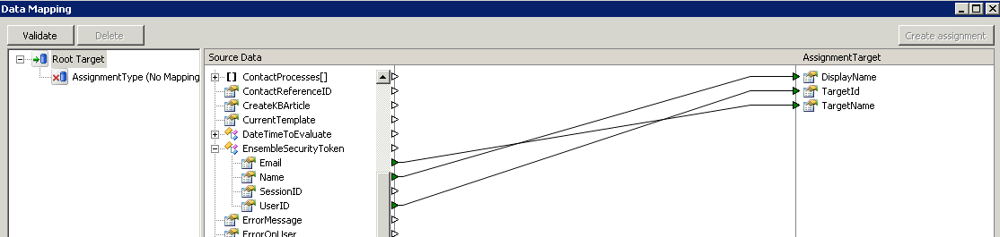 Data Mapping
Validate
Delete
Create assignment
Root Target
AssignmentType (No Mapping
Source Data
AssignmentTarget
ContactProcesses[]
ContactReferenceID
CreateKBArticle
CurrentTemplate
DateTimeToEvaluate
EnsembleSecurityToken
Email
Name
SessionID
UserID
ErrorMessage
ErrorOnUser
DisplayName
TargetId
TargetName